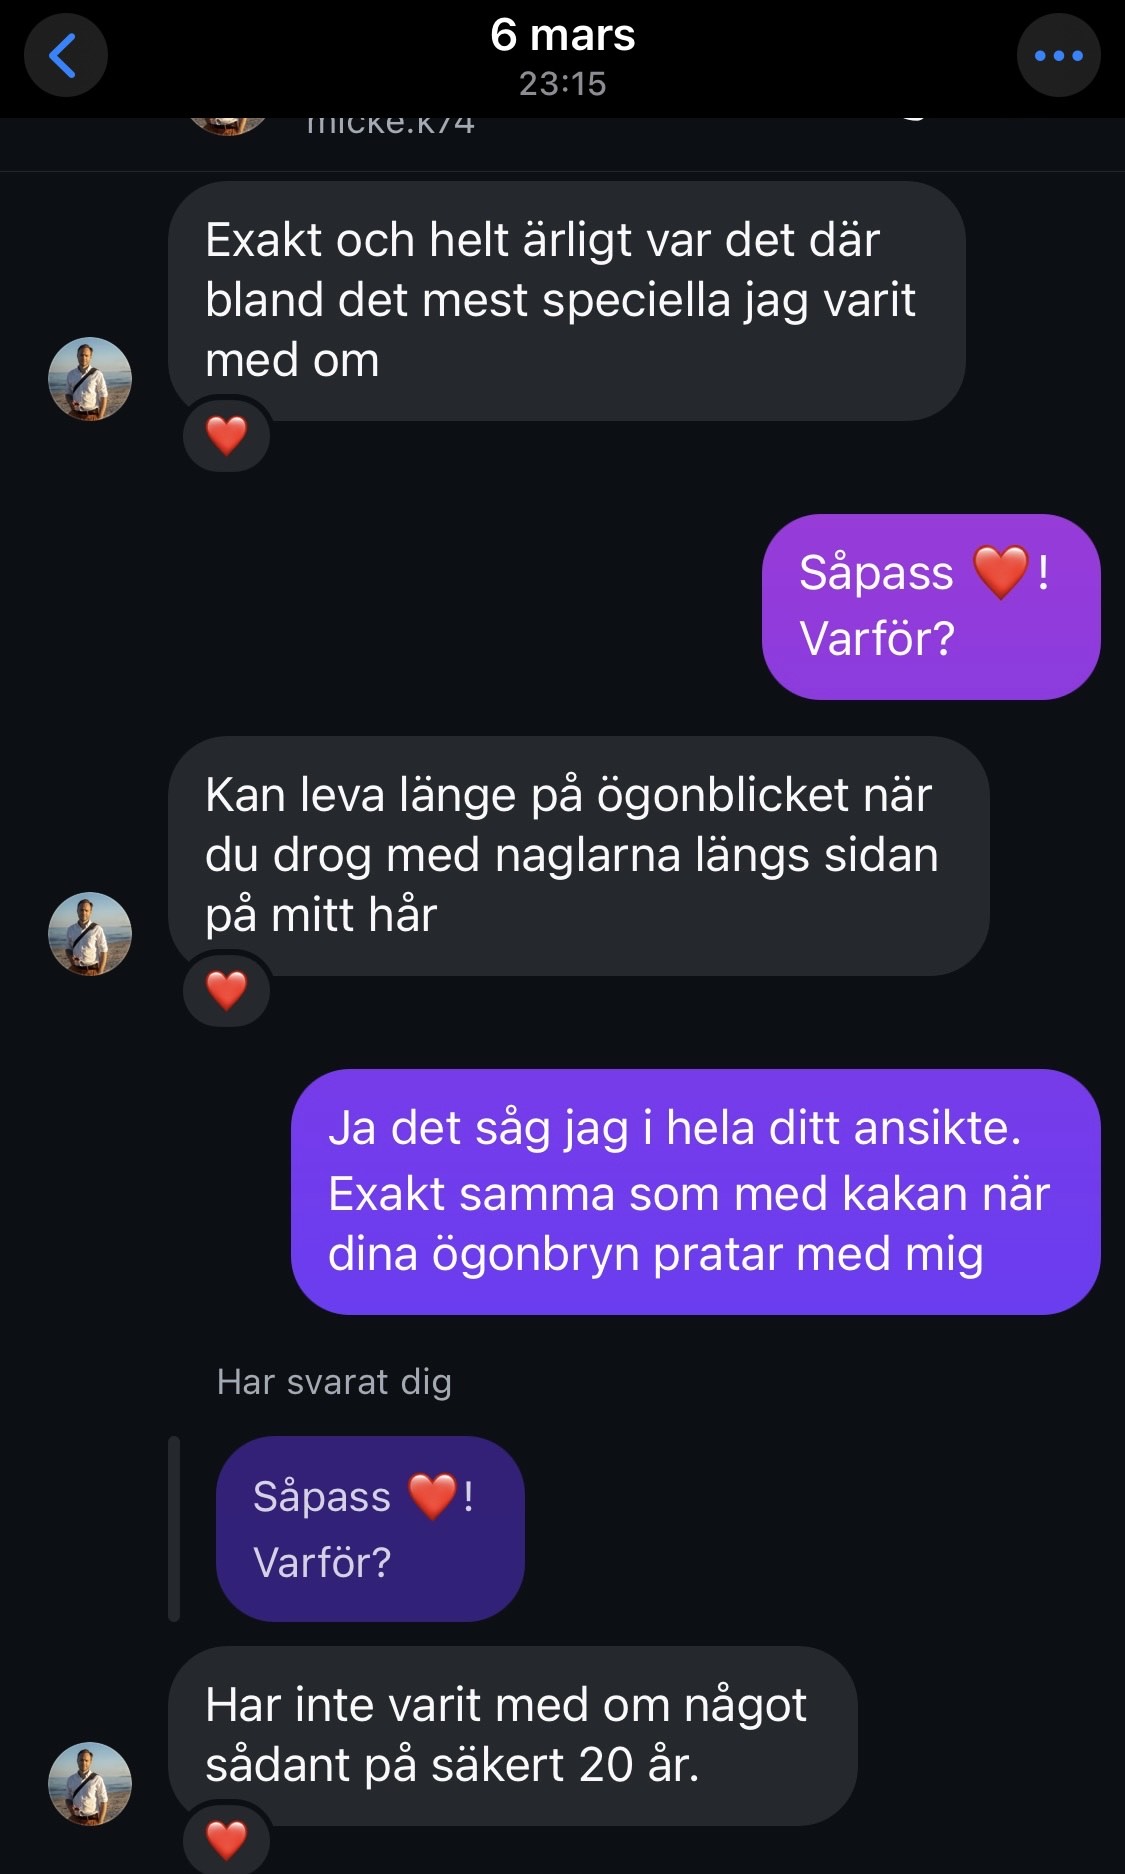 6 mars
23:15
micke.k74
Exakt och helt ärligt var det där
bland det mest speciella jag varit
med om
❤️
Såpass ❤️!
Varför?
Kan leva länge på ögonblicket när
du drog med naglarna längs sidan
på mitt hår
❤️
Ja det såg jag i hela ditt ansikte.
Exakt samma som med kakan när
dina ögonbryn pratar med mig
Har svarat dig
Såpass ❤️!
Varför?
Har inte varit med om något
sådant på säkert 20 år.
❤️